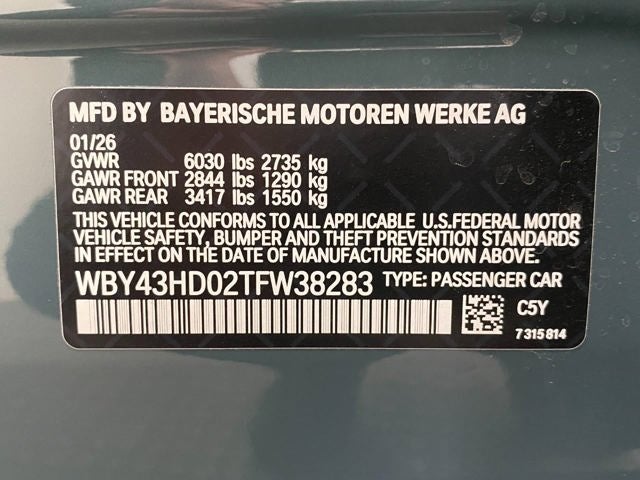 MFD BY BAYERISCHE MOTOREN WERKE AG
01/26
GVWR 6030 lbs 2735 kg
GAWR FRONT 2844 lbs 1290 kg
GAWR REAR 3417 lbs 1550 kg
THIS VEHICLE CONFORMS TO ALL APPLICABLE U.S.FEDERAL MOTOR
VEHICLE SAFETY, BUMPER AND THEFT PREVENTION STANDARDS
IN EFFECT ON THE DATE OF MANUFACTURE SHOWN ABOVE.
WBY43HD02TFW38283 TYPE: PASSENGER CAR
C5Y
7 315 814